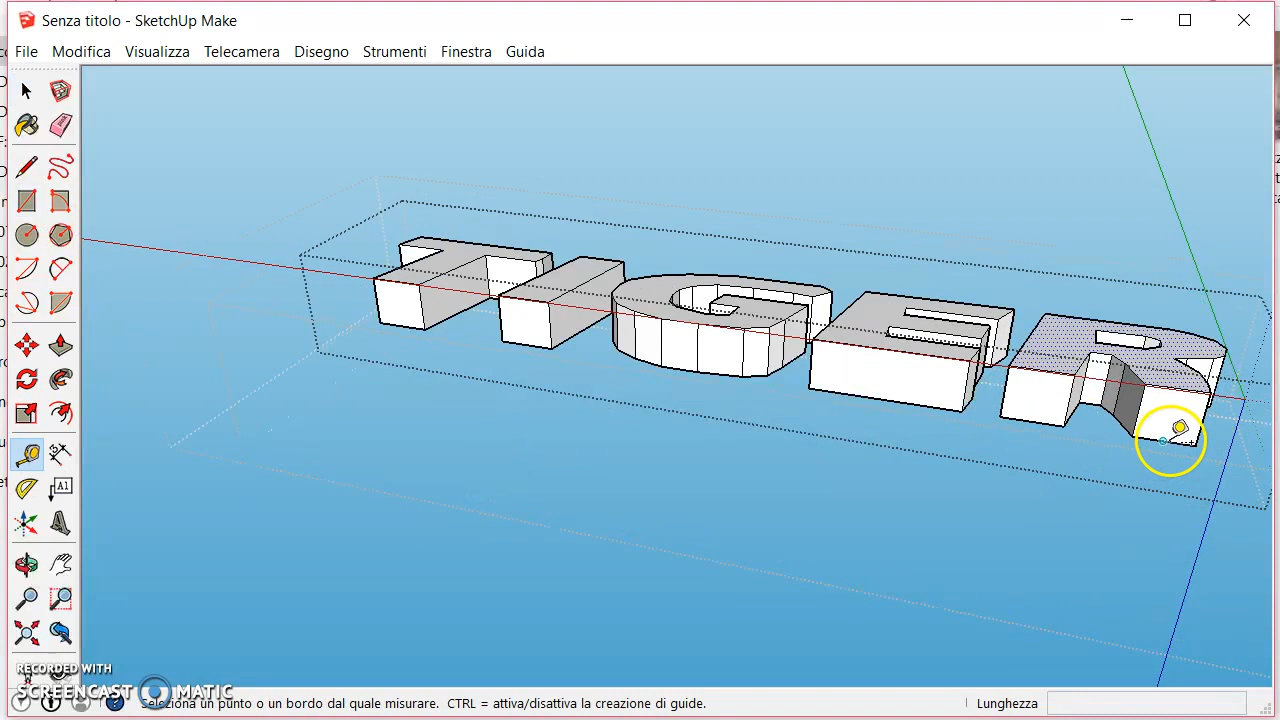 Senza titolo - SketchUp Make
File Modifica Visualizza Telecamera Disegno Strumenti Finestra Guida
TIGER
A1
RECORDED WITH
SCREENCAST MATIC
Seleziona un punto o un bordo dal quale misurare. CTRL = attiva/disattiva la creazione di guide. Lunghezza